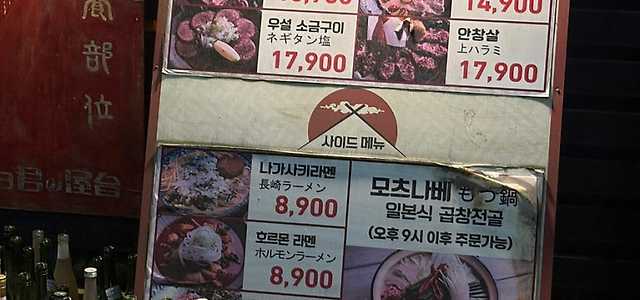 14,900
우설 소금구이
ネギタン塩
17,900
안창살
上ハラミ
17,900
사이드 메뉴
나가사키라멘
長崎ラーメン
8,900
호르몬 라멘
ホルモンラーメン
8,900
모츠나베 もつ鍋
일본식 곱창전골
(오후 9시 이후 주문가능)
部
の屋台